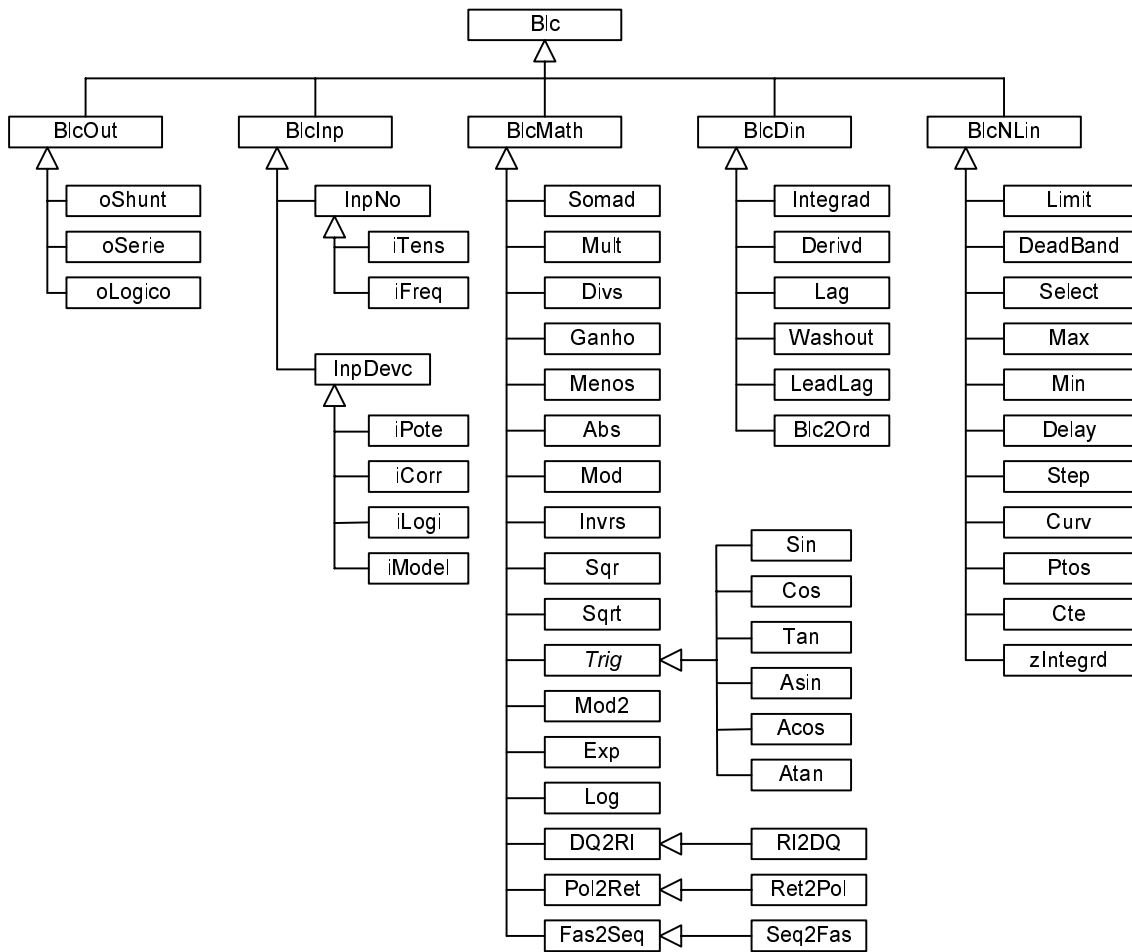 Blc
BlcOut
BlcInp
BlcMath
BlcDin
BlcNLin
oShunt
oSerie
oLogico
InpNo
iTens
iFreq
InpDevc
iPote
iCorr
iLogi
iModel
Somad
Mult
Divs
Ganho
Menos
Abs
Mod
Invrs
Sqr
Sqrt
Trig
Mod2
Exp
Log
DQ2RI
Pol2Ret
Fas2Seq
Sin
Cos
Tan
Asin
Acos
Atan
RI2DQ
Ret2Pol
Seq2Fas
Integrad
Derivd
Lag
Washout
LeadLag
Blc2Ord
Limit
DeadBand
Select
Max
Min
Delay
Step
Curv
Ptos
Cte
zIntegrd